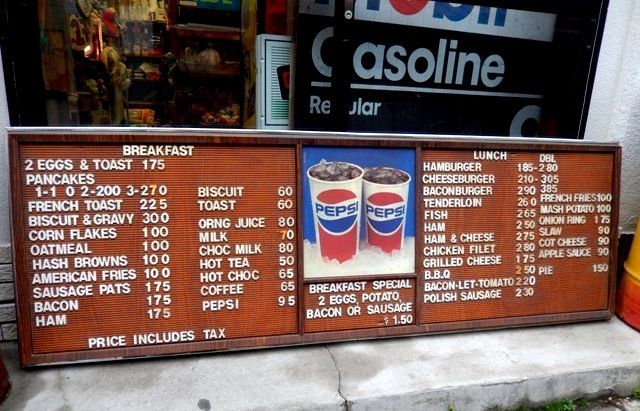 Mobil
Gasoline
Regular
BREAKFAST
2 EGGS & TOAST 175
PANCAKES
1-1 0 2-200 3-270
FRENCH TOAST 225
BISCUIT & GRAVY 300
CORN FLAKES 100
OATMEAL 100
HASH BROWNS 100
AMERICAN FRIES 100
SAUSAGE PATS 175
BACON 175
HAM 175
BISCUIT 60
TOAST 60
ORNG JUICE 80
MILK 70
CHOC MILK 80
HOT TEA 50
HOT CHOC 65
COFFEE 65
PEPSI 95
PRICE INCLUDES TAX
PEPSI
PEPSI
BREAKFAST SPECIAL
2 EGGS, POTATO,
BACON OR SAUSAGE
$ 1.50
LUNCH DBL
HAMBURGER 185-280
CHEESEBURGER 210-305
BACONBURGER 290 385
TENDERLOIN 260
FISH 265
HAM 250
HAM & CHEESE 275
CHICKEN FILET 280
GRILLED CHEESE 175
B.B.Q 250
BACON-LET-TOMATO 220
POLISH SAUSAGE 230
FRENCH FRIES 100
MASH POTATO 100
ONION RING 175
SLAW 90
COT CHEESE 90
APPLE SAUCE 90
PIE 150